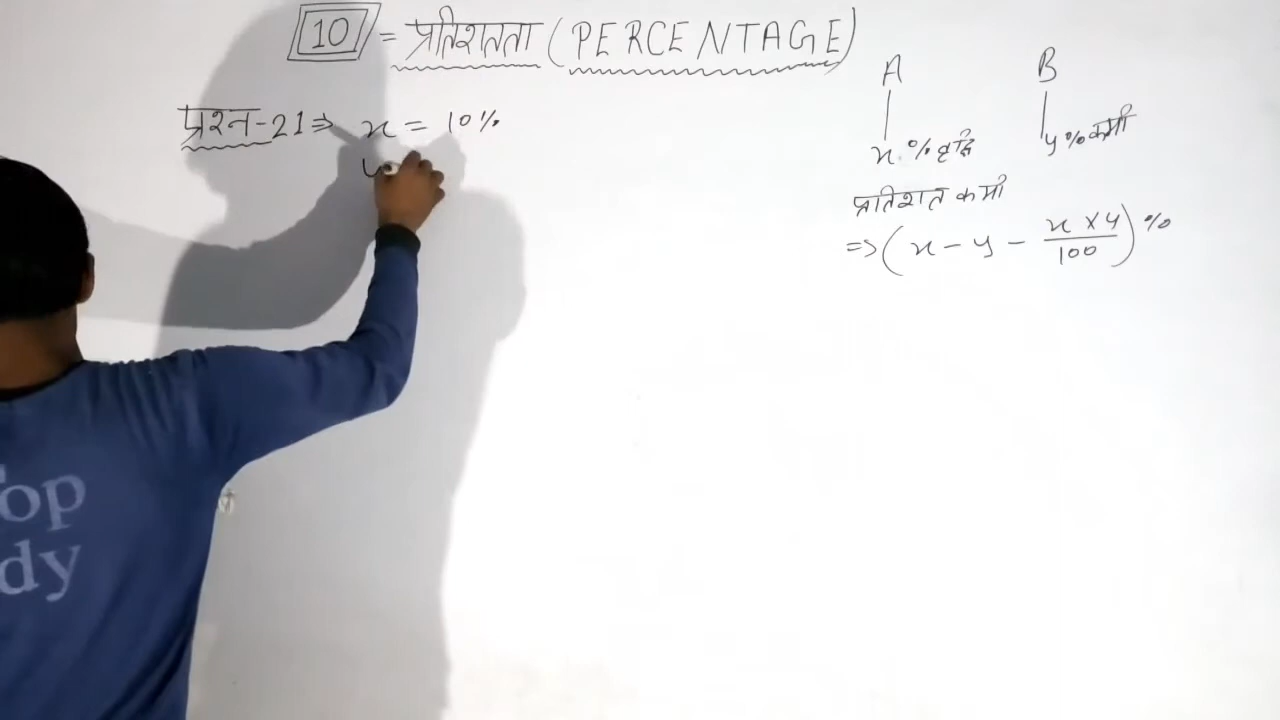 10 = प्रतिशतता (PERCENTAGE)
प्रश्न-21⇒ x = 10%
y
A B
x % वृद्धि y % कमी
प्रतिशत कमी
⇒ (x - y - x × y / 100) %
op
dy